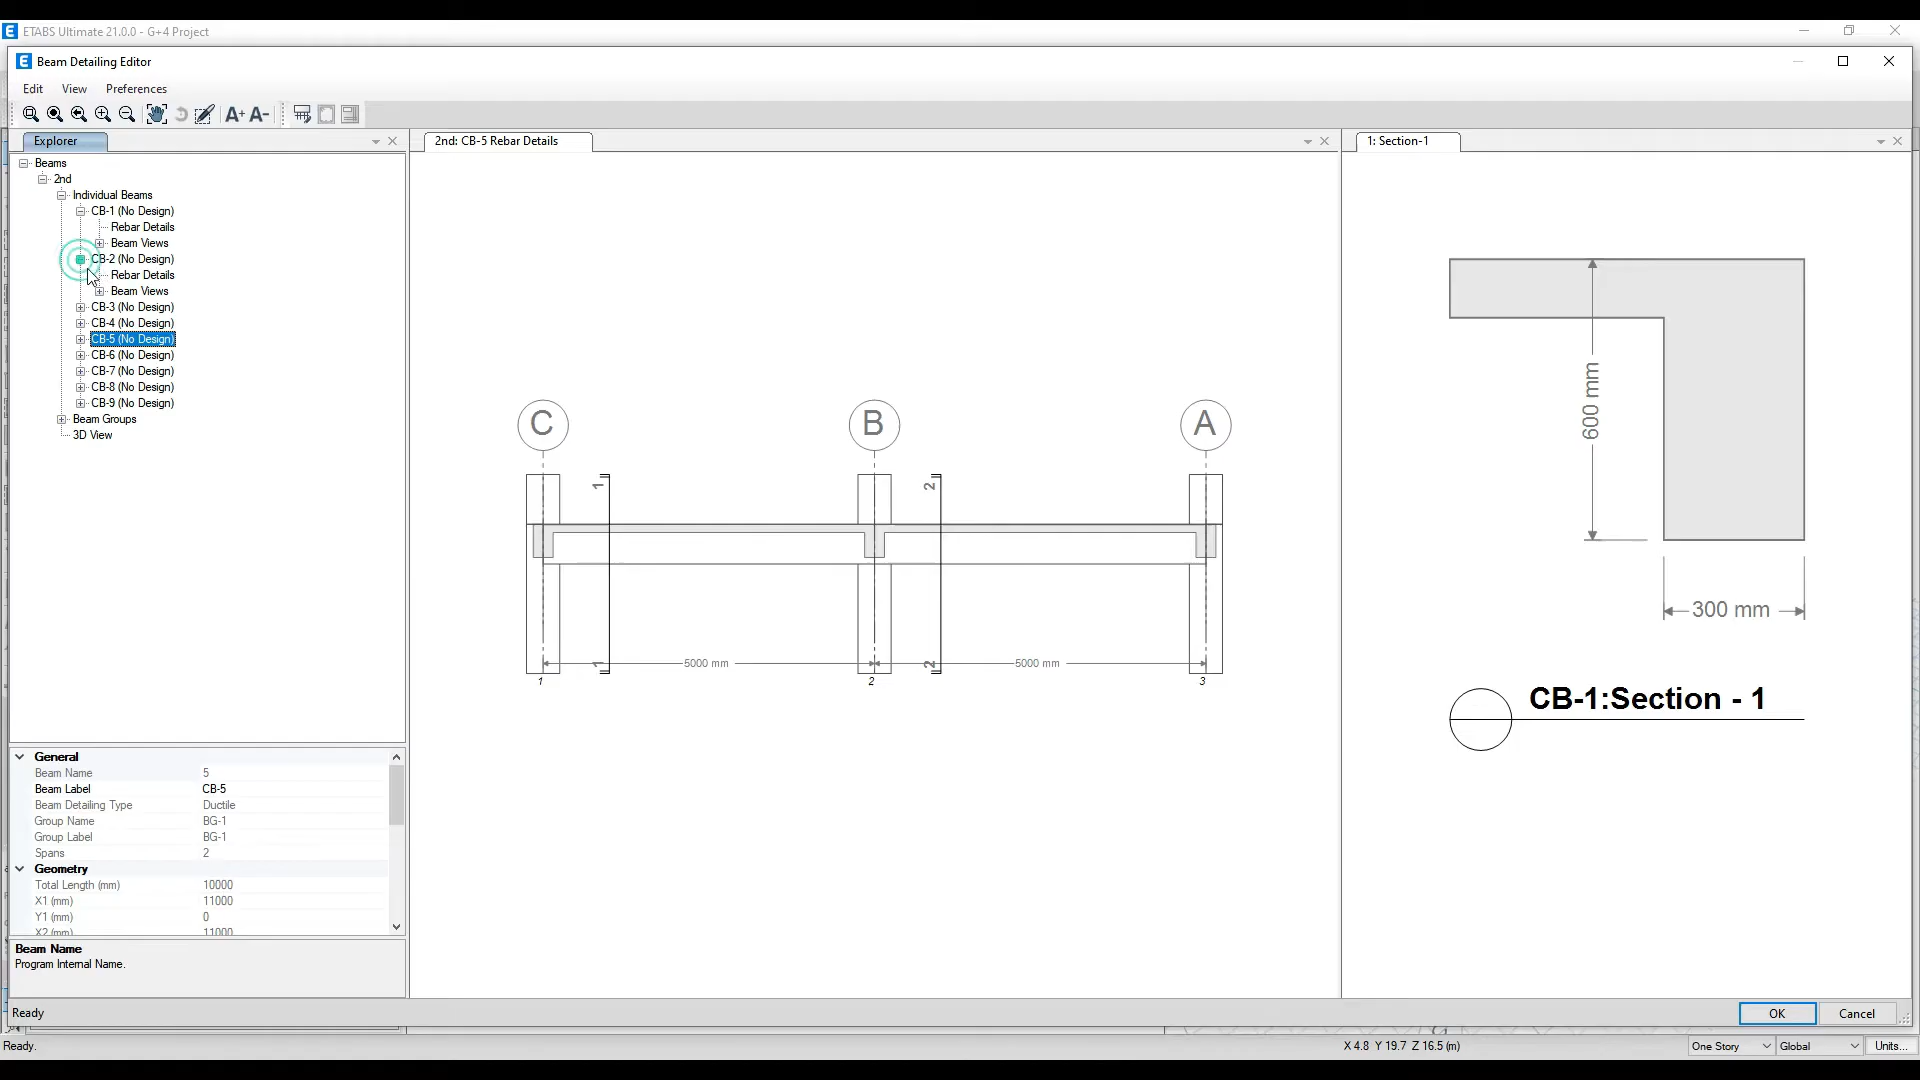 ETABS Ultimate 21.0.0 - G+4 Project
Beam Detailing Editor
Edit View Preferences
A+ A-
Explorer
Beams
2nd
Individual Beams
CB-1 (No Design)
Rebar Details
Beam Views
CB-2 (No Design)
Rebar Details
Beam Views
CB-3 (No Design)
CB-4 (No Design)
CB-5 (No Design)
CB-6 (No Design)
CB-7 (No Design)
CB-8 (No Design)
CB-9 (No Design)
Beam Groups
3D View
General
Beam Name 5
Beam Label CB-5
Beam Detailing Type Ductile
Group Name BG-1
Group Label BG-1
Spans 2
Geometry
Total Length (mm) 10000
X1 (mm) 11000
Y1 (mm) 0
X2 (mm) 11000
Beam Name
Program Internal Name.
2nd: CB-5 Rebar Details
C B A
1 2
5000 mm 5000 mm
1 2
1 2 3
1: Section-1
600 mm
300 mm
CB-1:Section - 1
Ready
OK Cancel
Ready.
X 4.8 Y 19.7 Z 16.5 (m)
One Story Global Units...